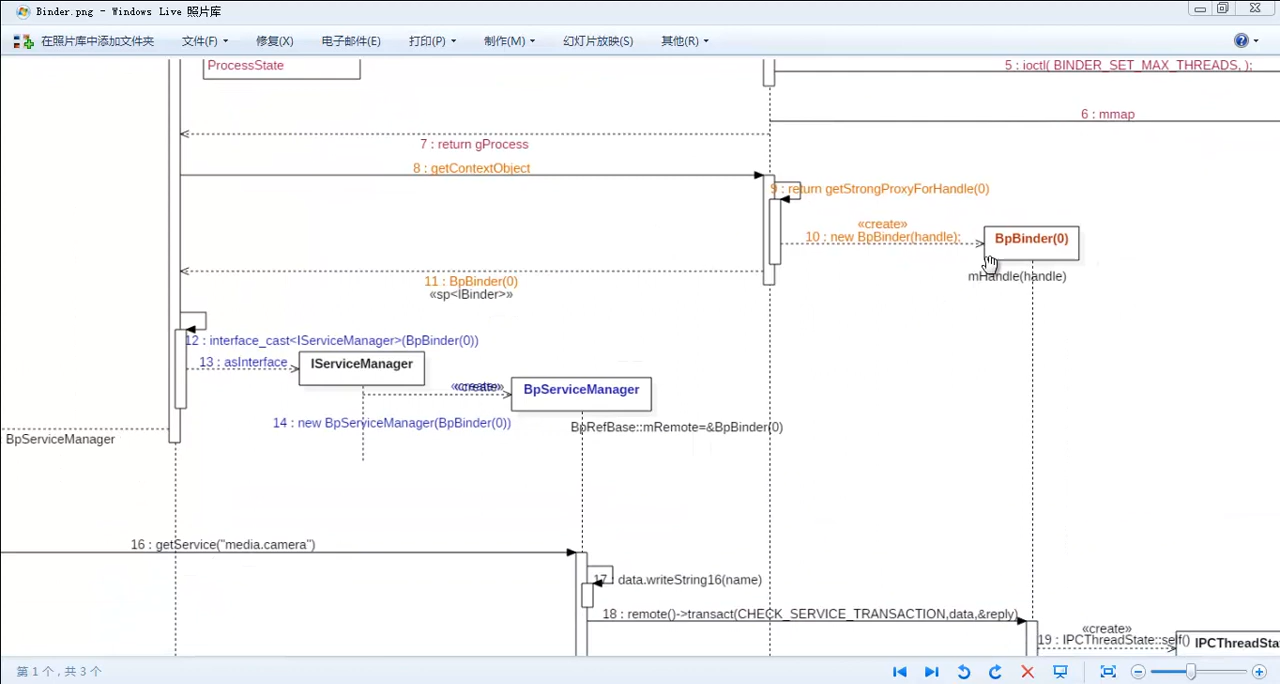 Binder.png - Windows Live 照片库
在照片库中添加文件夹 文件(F) 修复(X) 电子邮件(E) 打印(P) 制作(M) 幻灯片放映(S) 其他(R)
ProcessState
5 : ioctl( BINDER_SET_MAX_THREADS, );
6 : mmap
7 : return gProcess
8 : getContextObject
9 : return getStrongProxyForHandle(0)
«create»
10 : new BpBinder(handle);
BpBinder(0)
mHandle(handle)
11 : BpBinder(0)
«sp<IBinder>»
12 : interface_cast<IServiceManager>(BpBinder(0))
13 : asInterface
IServiceManager
«create»
BpServiceManager
14 : new BpServiceManager(BpBinder(0))
BpRefBase::mRemote=&BpBinder(0)
BpServiceManager
16 : getService("media.camera")
17 : data.writeString16(name)
18 : remote()->transact(CHECK_SERVICE_TRANSACTION,data,&reply)
«create»
19 : IPCThreadState::self()
IPCThreadSta
第 1 个 , 共 3 个